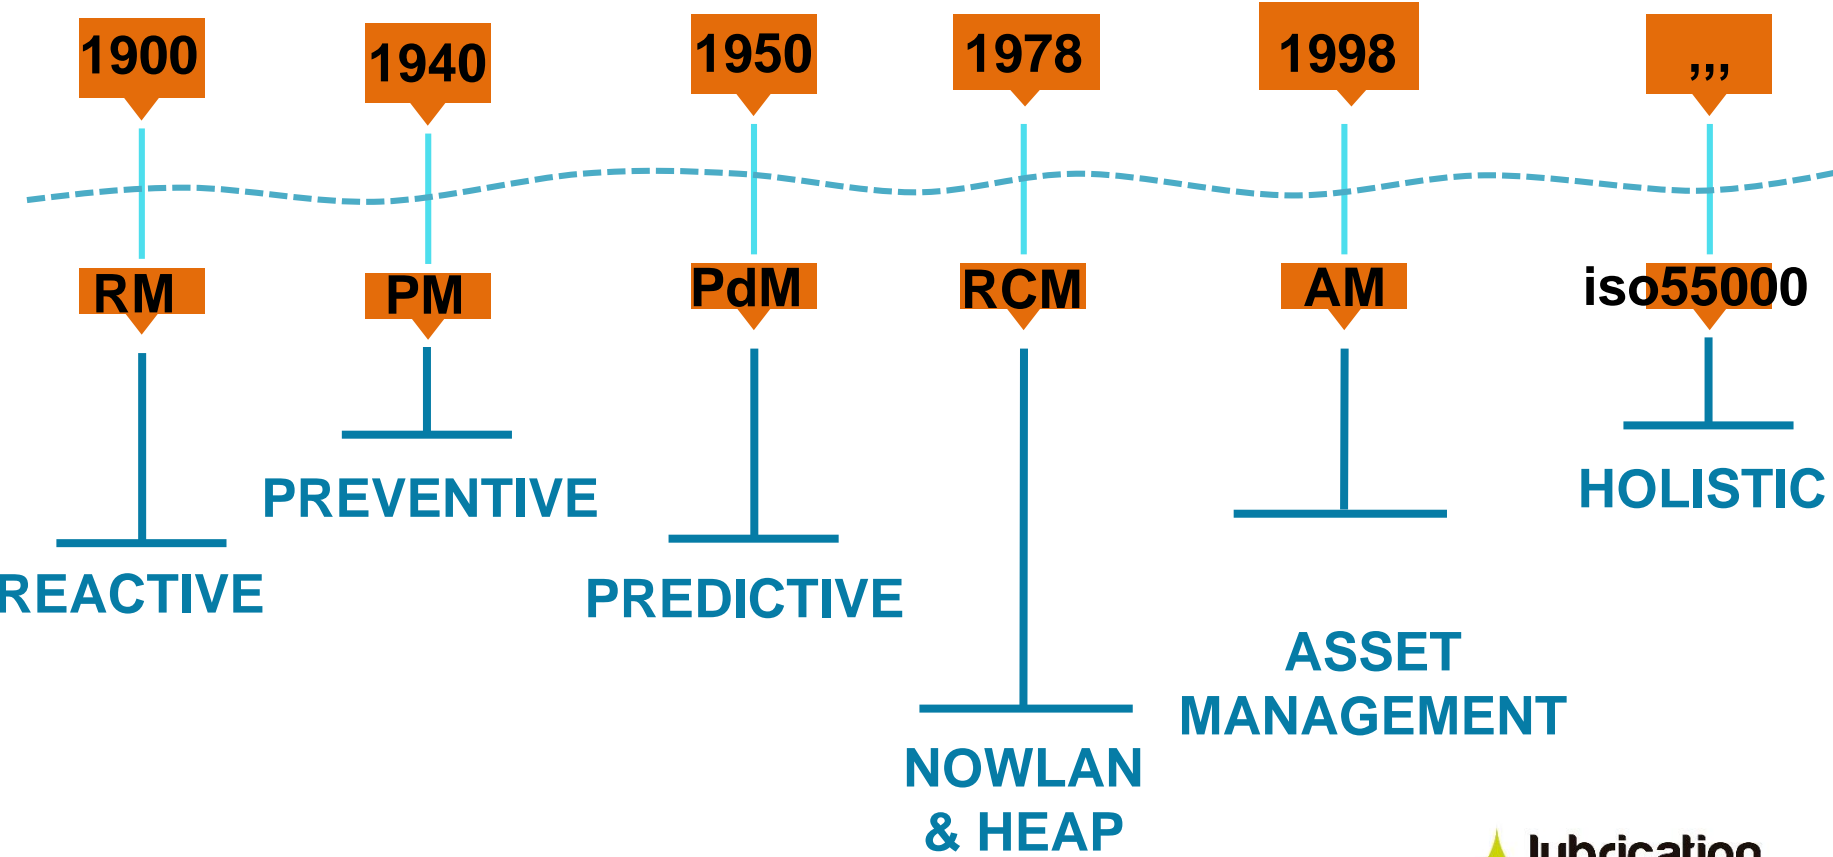 1900
1940
1950
1978
1998
,,,
RM
PM
PdM
RCM
AM
iso55000
REACTIVE
PREVENTIVE
PREDICTIVE
NOWLAN
& HEAP
ASSET
MANAGEMENT
HOLISTIC
lubrication